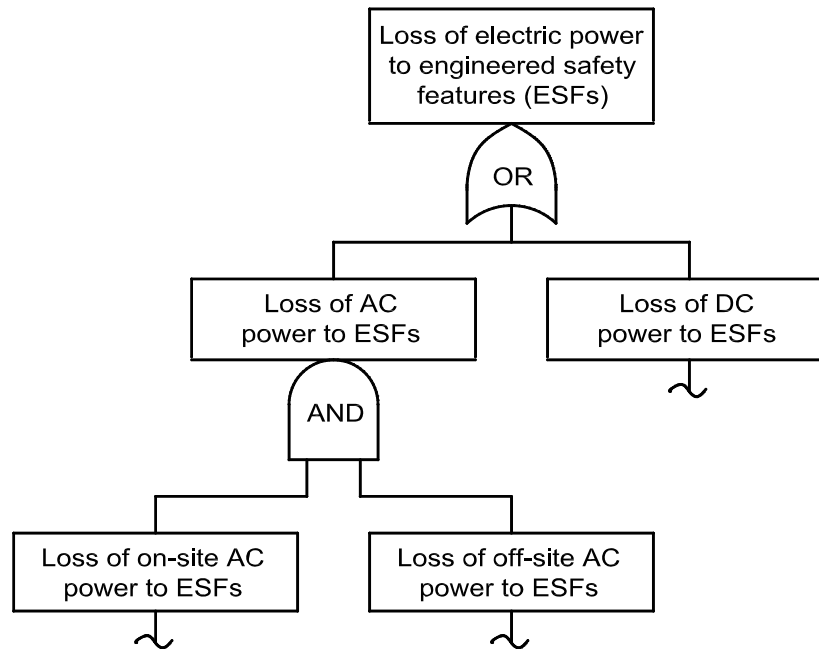 Loss of electric power
to engineered safety
features (ESFs)
OR
Loss of AC
power to ESFs
Loss of DC
power to ESFs
AND
Loss of on-site AC
power to ESFs
Loss of off-site AC
power to ESFs